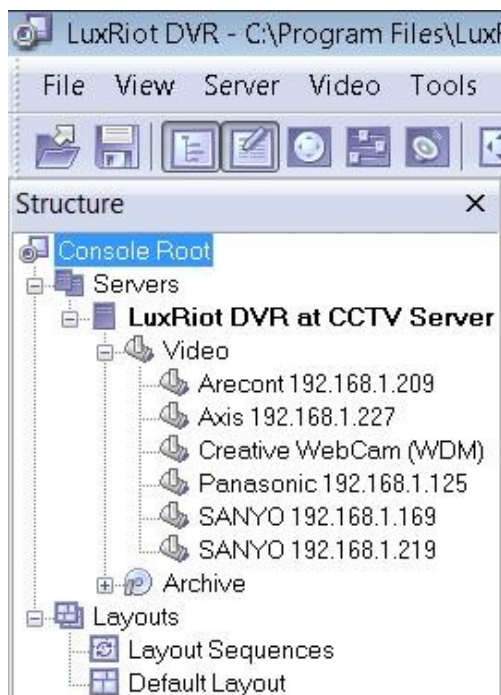 LuxRiot DVR - C:\Program Files\Lux
File View Server Video Tools
Structure
Console Root
Servers
LuxRiot DVR at CCTV Server
Video
Arecont 192.168.1.209
Axis 192.168.1.227
Creative WebCam (WDM)
Panasonic 192.168.1.125
SANYO 192.168.1.169
SANYO 192.168.1.219
Archive
Layouts
Layout Sequences
Default Layout